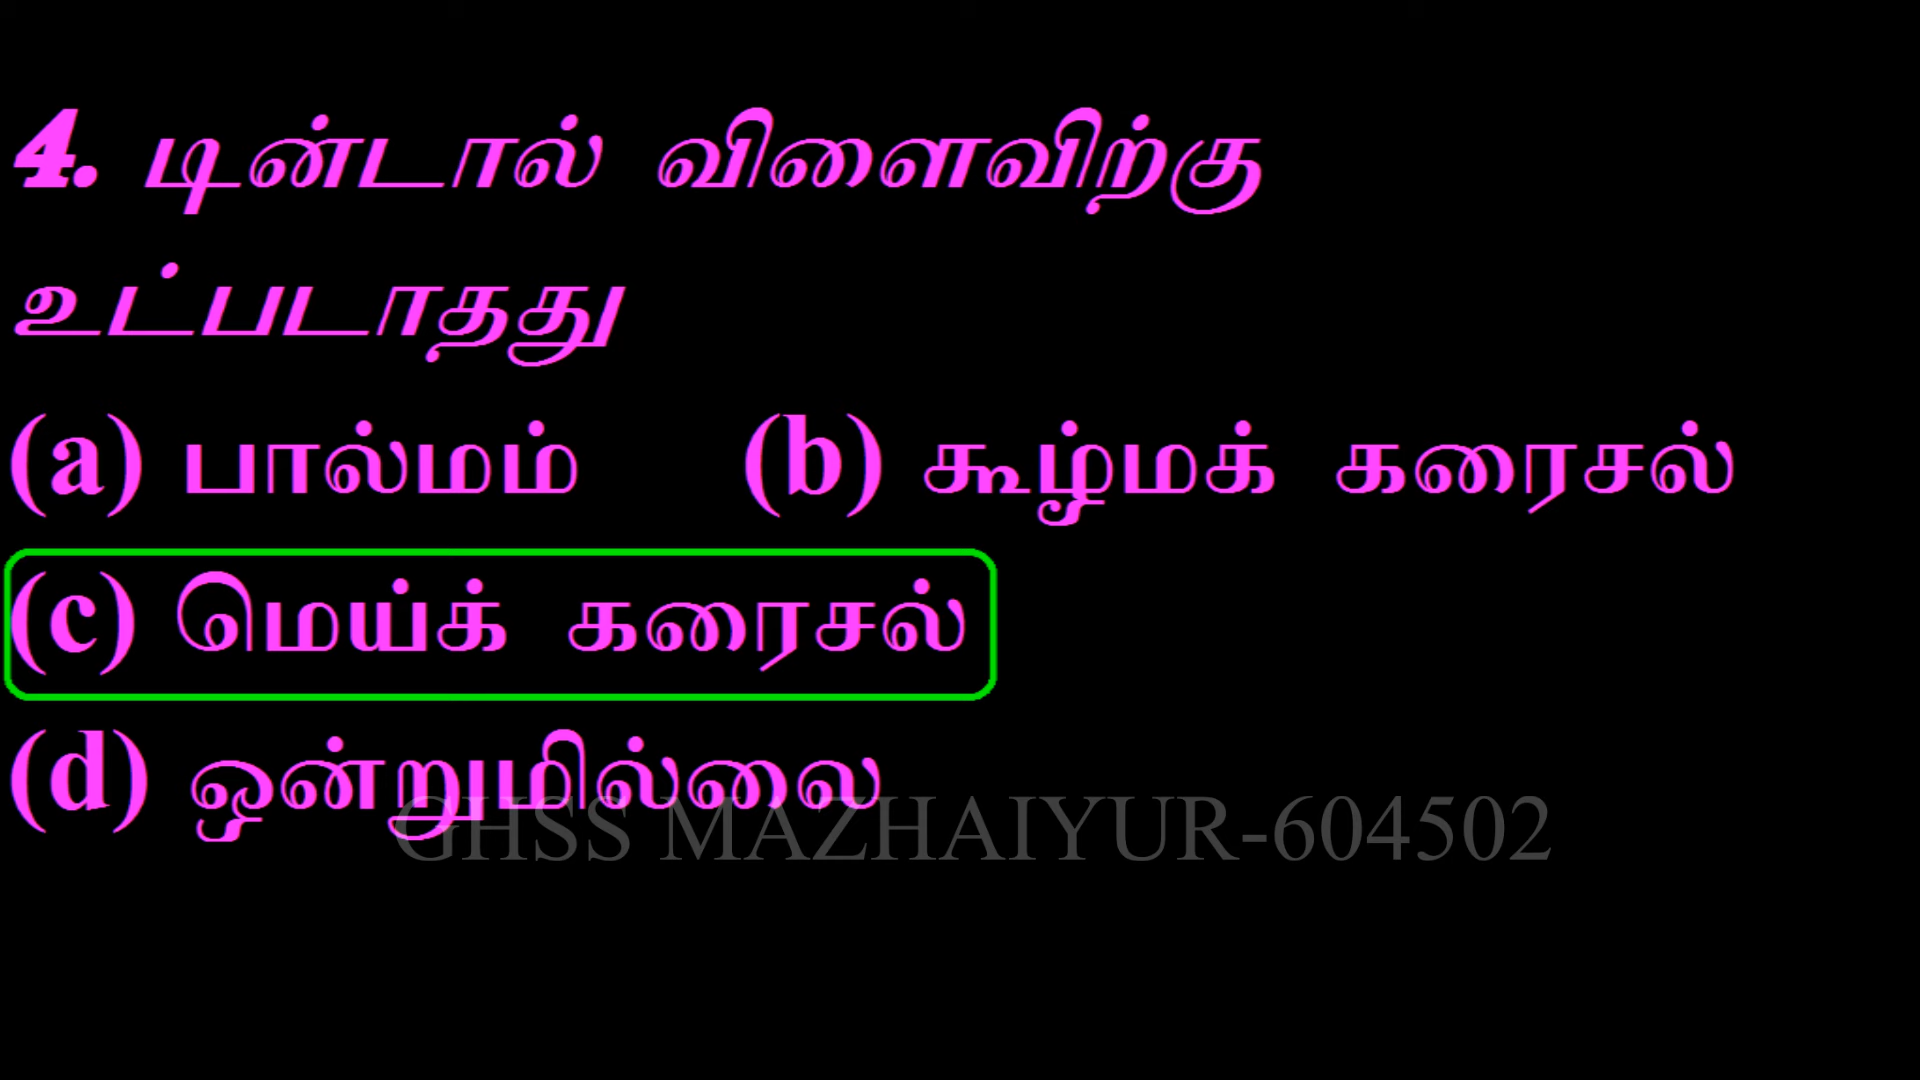 4. டின்டால் விளைவிற்கு
உட்படாதது
(a) பால்மம் (b) கூழ்மக் கரைசல்
(c) மெய்க் கரைசல்
(d) ஒன்றுமில்லை
GHSS MAZHAIYUR-604502